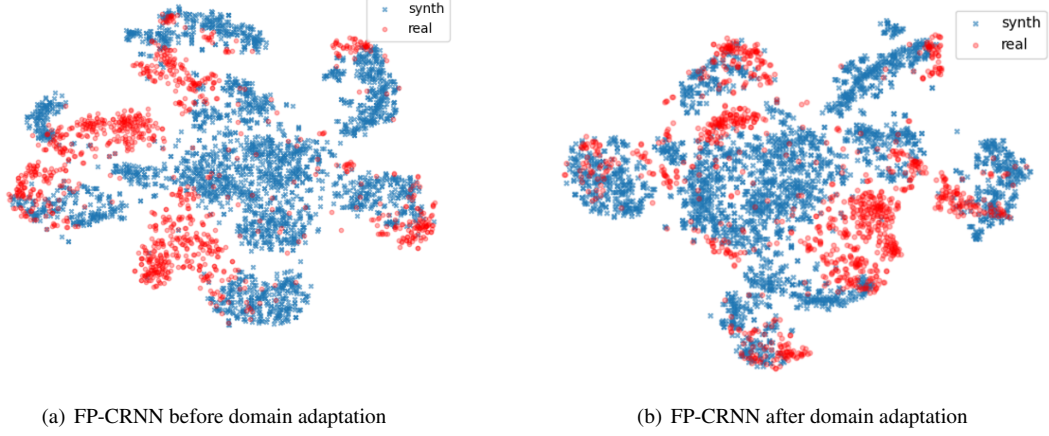 synth
real
synth
real
(a) FP-CRNN before domain adaptation
(b) FP-CRNN after domain adaptation